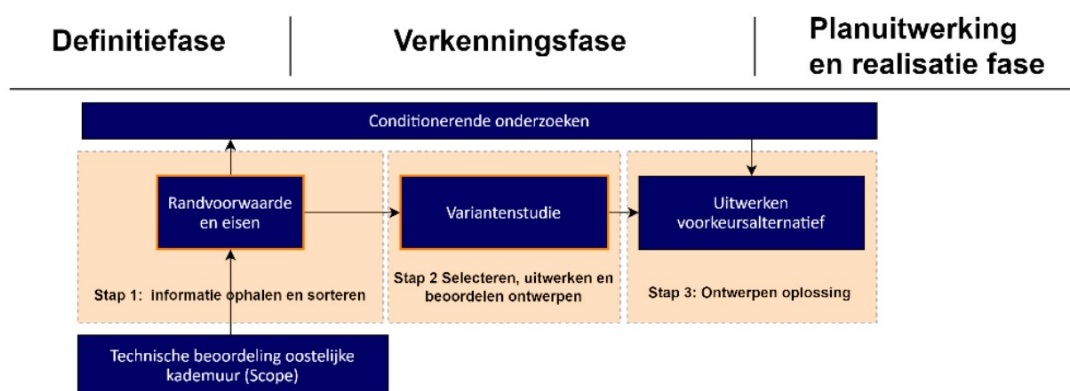 Definitiefase
Verkenningsfase
Planuitwerking
en realisatie fase
Conditionerende onderzoeken
Randvoorwaarde
en eisen
Variantenstudie
Uitwerken
voorkeursalternatief
Stap 1: informatie ophalen en sorteren
Stap 2 Selecteren, uitwerken en
beoordelen ontwerpen
Stap 3: Ontwerpen oplossing
Technische beoordeling oostelijke
kademuur (Scope)